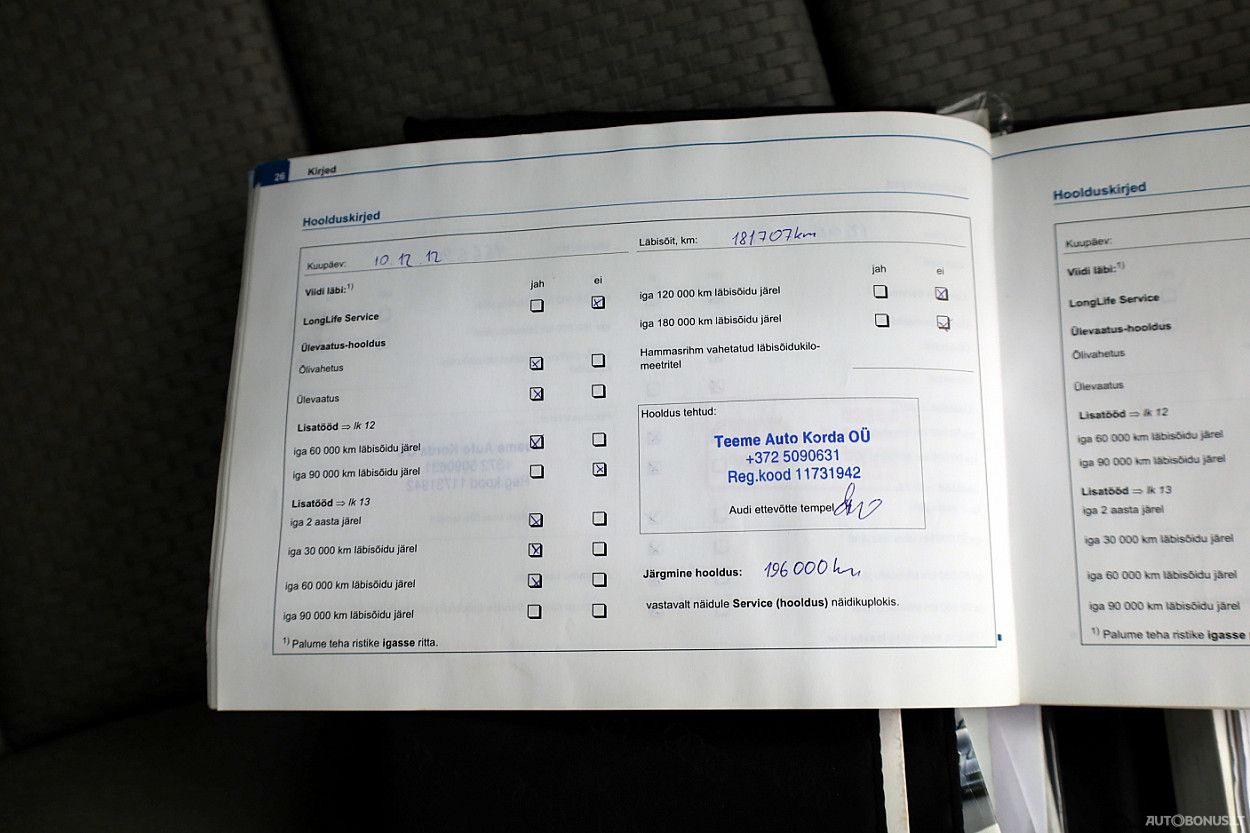 26 Kirjed
Hoolduskirjed
Kuupäev: 10.12.12
Viidi läbi:1)
jah ei
LongLife Service
Ülevaatus-hooldus
Õlivahetus
Ülevaatus
Lisatööd ⇒ lk 12
iga 60 000 km läbisõidu järel
iga 90 000 km läbisõidu järel
Lisatööd ⇒ lk 13
iga 2 aasta järel
iga 30 000 km läbisõidu järel
iga 60 000 km läbisõidu järel
iga 90 000 km läbisõidu järel
1) Palume teha ristike igasse ritta.
Läbisõit, km: 181707km
jah ei
iga 120 000 km läbisõidu järel
iga 180 000 km läbisõidu järel
Hammasrihm vahetatud läbisõidukilo-
meetritel
Hooldus tehtud:
Teeme Auto Korda OÜ
+372 5090631
Reg.kood 11731942
Audi ettevõtte tempel
Järgmine hooldus: 196 000 km
vastavalt näidule Service (hooldus) näidikuplokis.
Hoolduskirjed
Kuupäev:
Viidi läbi:1)
LongLife Service
Ülevaatus-hooldus
Õlivahetus
Ülevaatus
Lisatööd ⇒ lk 12
iga 60 000 km läbisõidu järel
iga 90 000 km läbisõidu järel
Lisatööd ⇒ lk 13
iga 2 aasta järel
iga 30 000 km läbisõidu järel
iga 60 000 km läbisõidu järel
iga 90 000 km läbisõidu järel
1) Palume teha ristike igasse
AUTOBONUS.LT